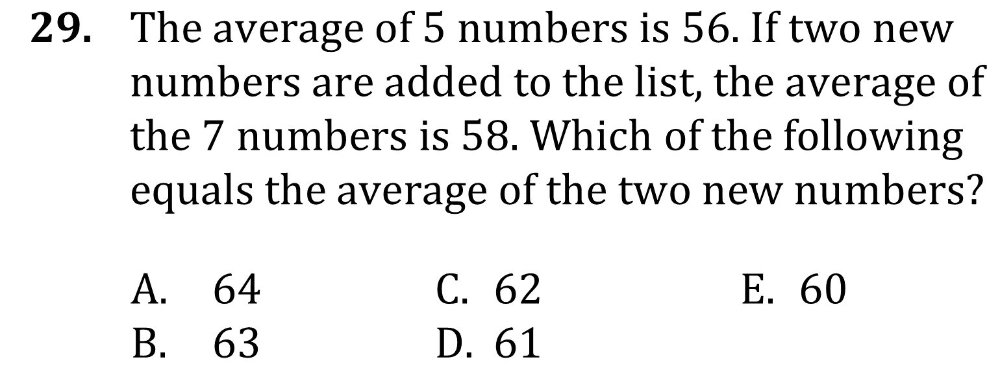 29. The average of 5 numbers is 56. If two new
numbers are added to the list, the average of
the 7 numbers is 58. Which of the following
equals the average of the two new numbers?
A. 64 C. 62 E. 60
B. 63 D. 61